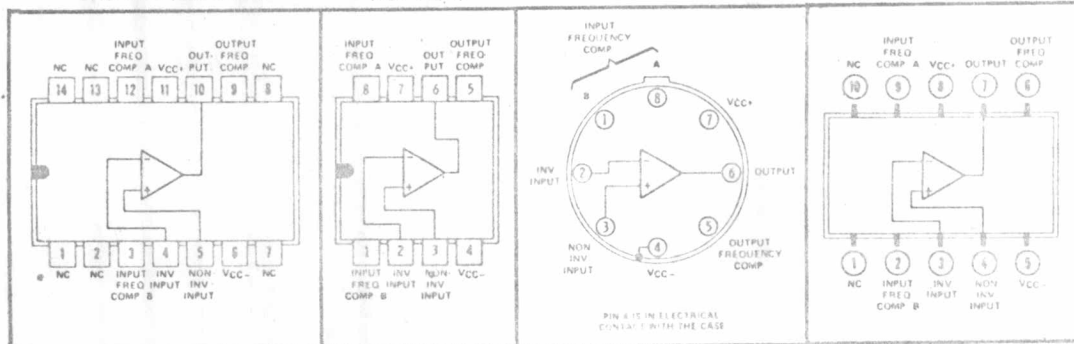 NC
NC
INPUT FREQ COMP A
VCC+
OUT-PUT
OUTPUT FREQ COMP
NC
14 13 12 11 10 9 8
1 2 3 4 5 6 7
NC
NC
INPUT FREQ COMP B
INV INPUT
NON-INV INPUT
VCC-
NC
INPUT FREQ COMP A
VCC+
OUT PUT
OUTPUT FREQ COMP
8 7 6 5
1 2 3 4
INPUT FREQ COMP B
INV INPUT
NON-INV INPUT
VCC-
INPUT FREQUENCY COMP
B
A
8
1
7
VCC+
INV INPUT
2
6
OUTPUT
3
5
NON INV INPUT
4
OUTPUT FREQUENCY COMP
VCC-
PIN 4 IS IN ELECTRICAL
CONTACT WITH THE CASE
NC
INPUT FREQ COMP A
VCC+
OUTPUT
OUTPUT FREQ COMP
10 9 8 7 6
1 2 3 4 5
NC
INPUT FREQ COMP B
INV INPUT
NON INV INPUT
VCC-